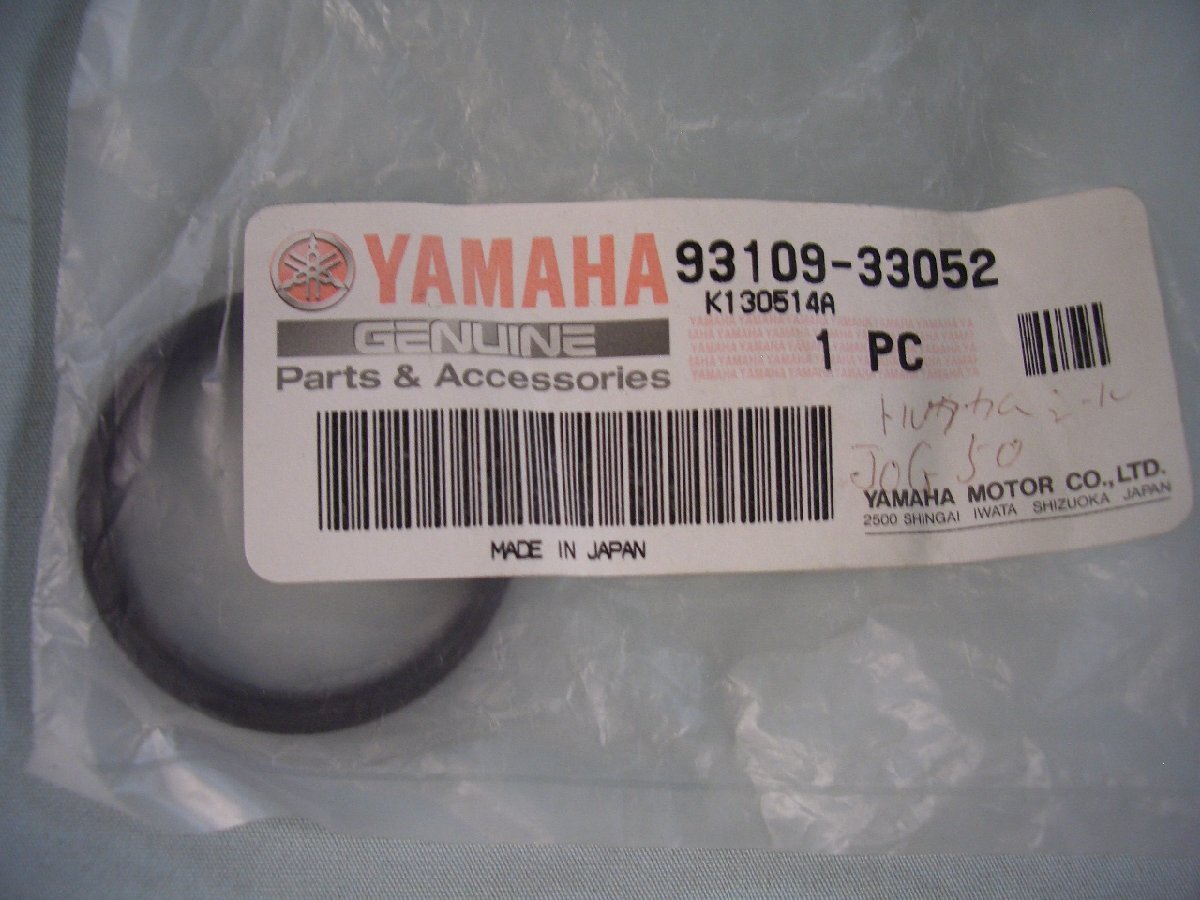 YAMAHA 93109-33052
K130514A
GENUINE
1 PC
Parts & Accessories
トルクカム シール
JOG 50
YAMAHA MOTOR CO.,LTD.
2500 SHINGAI IWATA SHIZUOKA JAPAN
MADE IN JAPAN